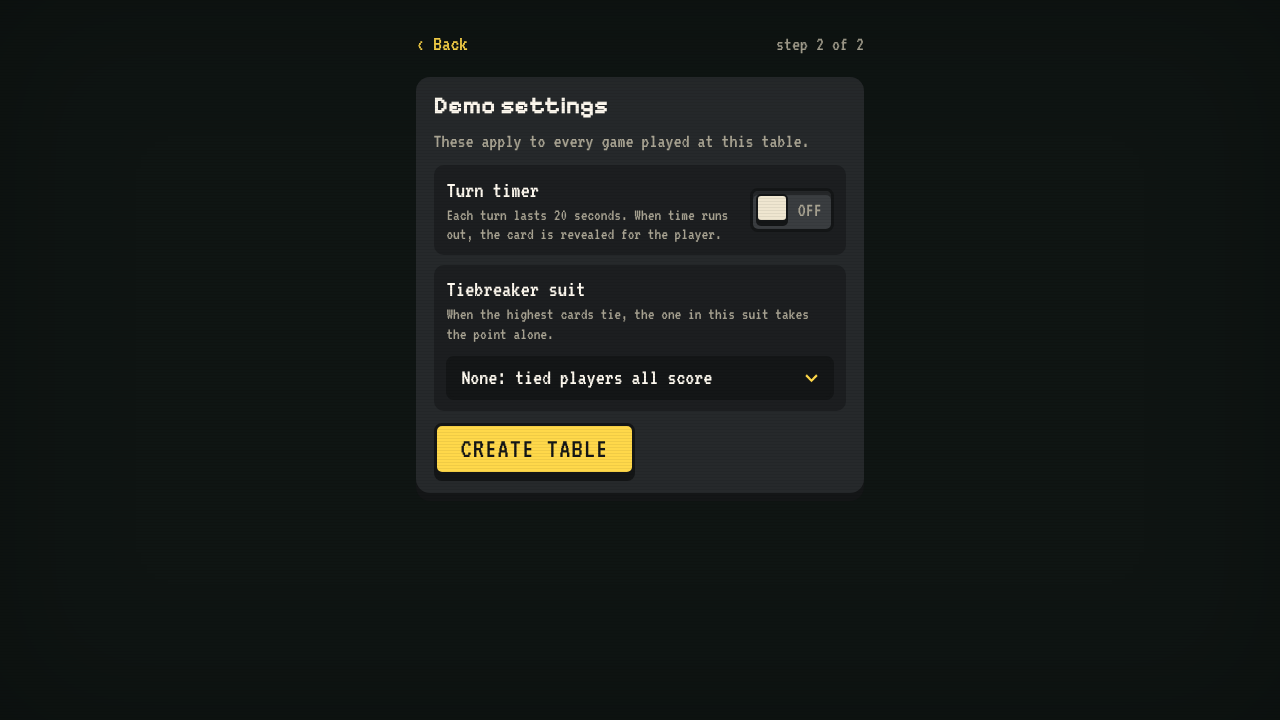 ‹ Back
step 2 of 2
Demo settings
These apply to every game played at this table.
Turn timer
Each turn lasts 20 seconds. When time runs
out, the card is revealed for the player.
OFF
Tiebreaker suit
When the highest cards tie, the one in this suit takes
the point alone.
None: tied players all score
CREATE TABLE